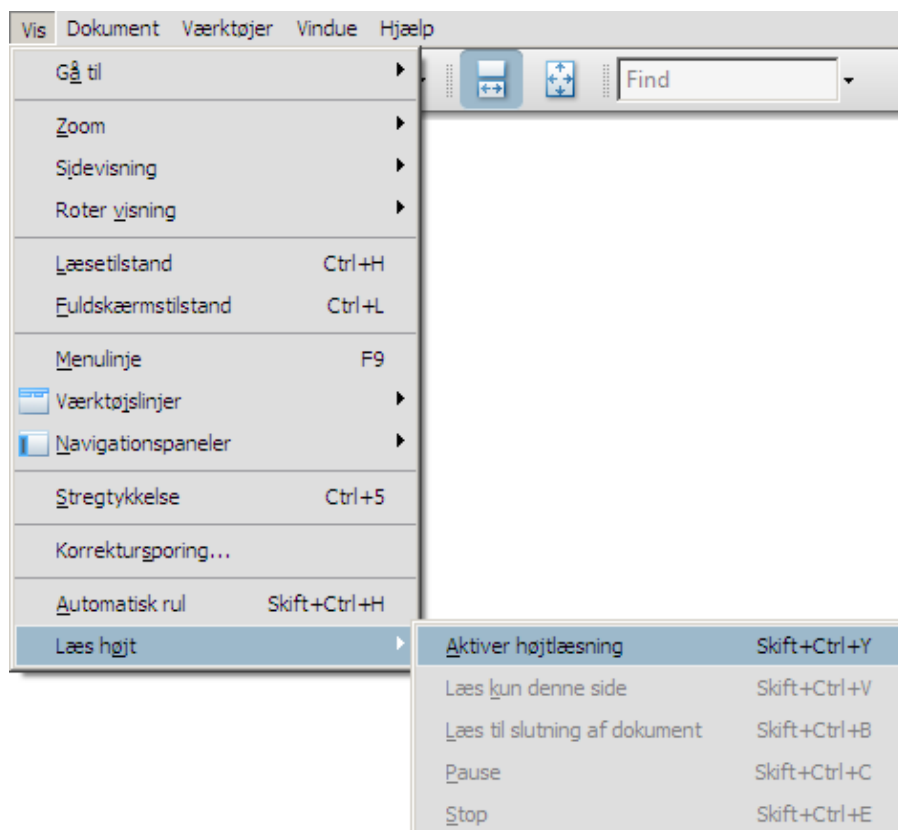 Vis Dokument Værktøjer Vindue Hjælp
Find
Gå til
Zoom
Sidevisning
Roter visning
Læsetilstand Ctrl+H
Fuldskærmstilstand Ctrl+L
Menulinje F9
Værktøjslinjer
Navigationspaneler
Stregtykkelse Ctrl+5
Korrektursporing...
Automatisk rul Skift+Ctrl+H
Læs højt
Aktiver højtlæsning Skift+Ctrl+Y
Læs kun denne side Skift+Ctrl+V
Læs til slutning af dokument Skift+Ctrl+B
Pause Skift+Ctrl+C
Stop Skift+Ctrl+E